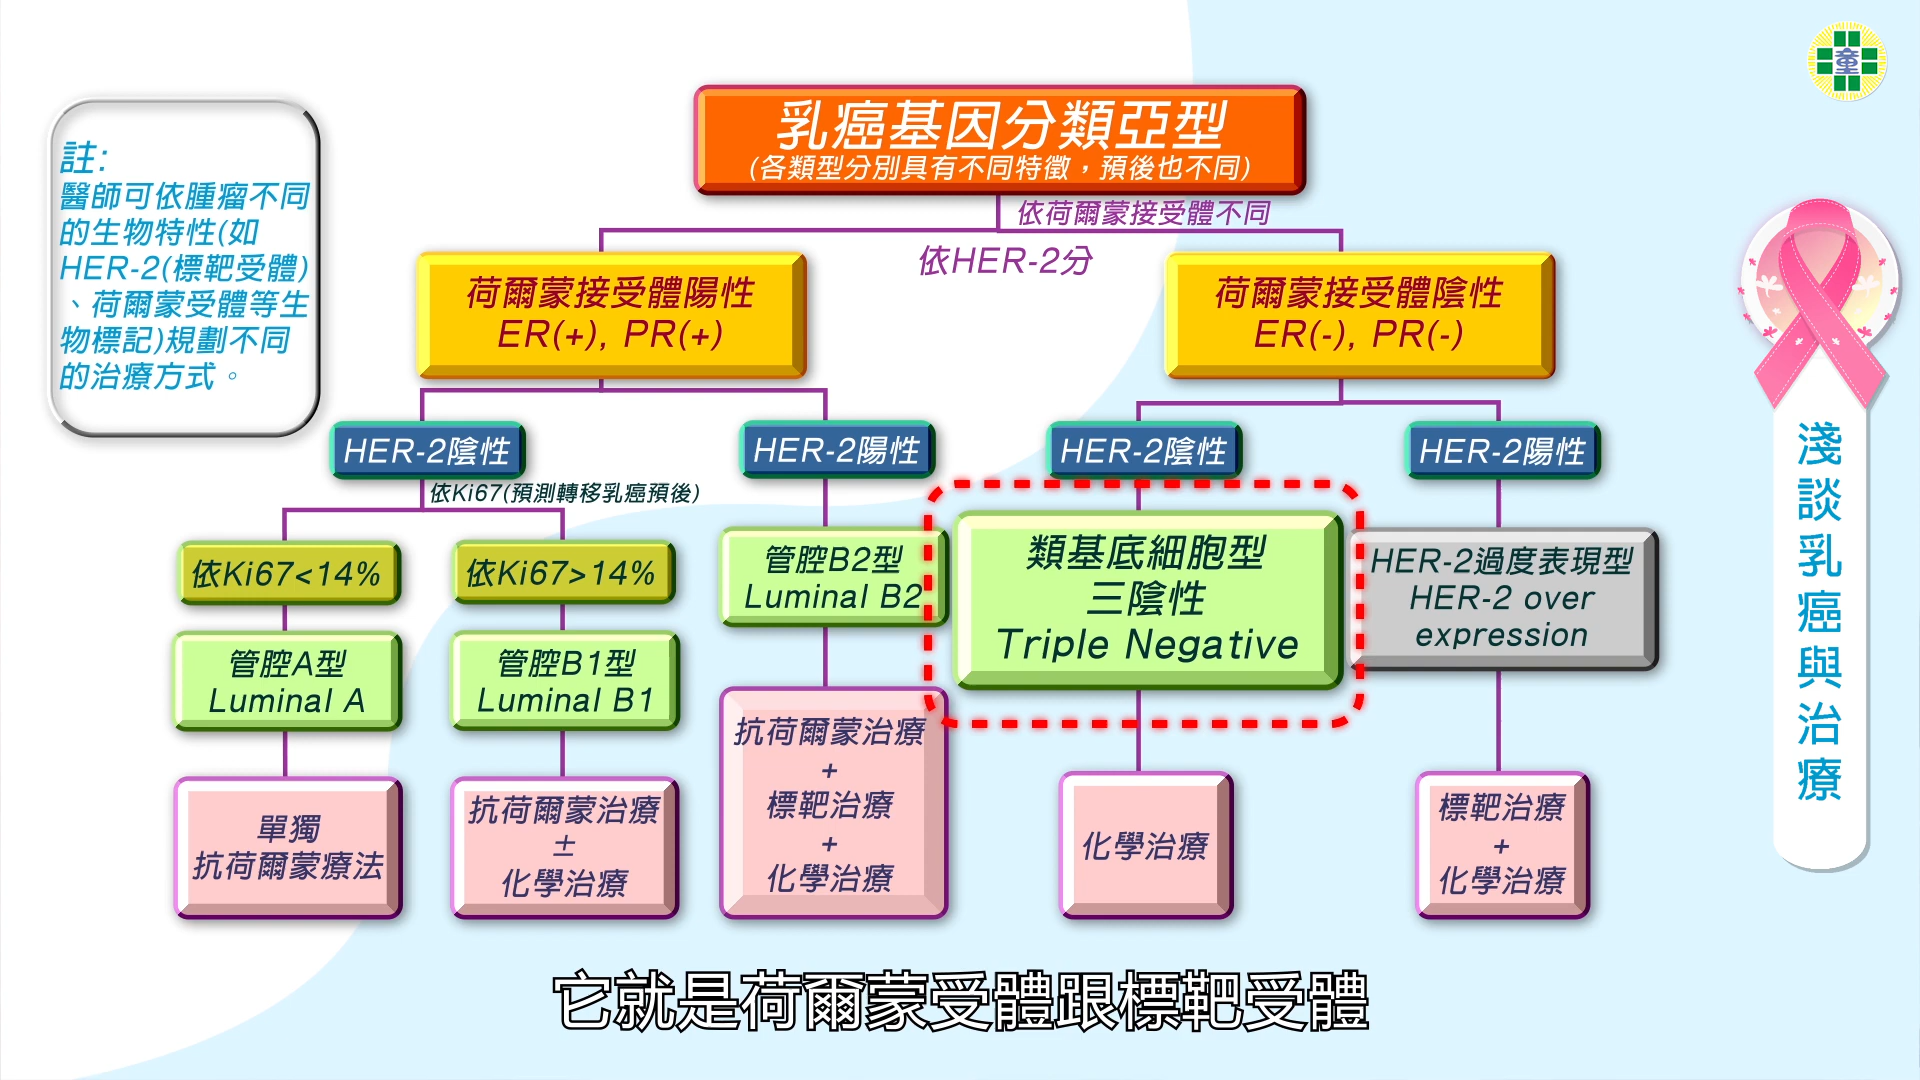 乳癌基因分類亞型
(各類型分別具有不同特徵，預後也不同)
註:
醫師可依腫瘤不同
的生物特性(如
HER-2(標靶受體)
、荷爾蒙受體等生
物標記)規劃不同
的治療方式。
依荷爾蒙接受體不同
依HER-2分
荷爾蒙接受體陽性
ER(+), PR(+)
荷爾蒙接受體陰性
ER(-), PR(-)
HER-2陰性
HER-2陽性
HER-2陰性
HER-2陽性
依Ki67(預測轉移乳癌預後)
依Ki67<14%
依Ki67>14%
管腔B2型
Luminal B2
類基底細胞型
三陰性
Triple Negative
HER-2過度表現型
HER-2 over
expression
管腔A型
Luminal A
管腔B1型
Luminal B1
單獨
抗荷爾蒙療法
抗荷爾蒙治療
±
化學治療
抗荷爾蒙治療
+
標靶治療
+
化學治療
化學治療
標靶治療
+
化學治療
童
淺談乳癌與治療
它就是荷爾蒙受體跟標靶受體